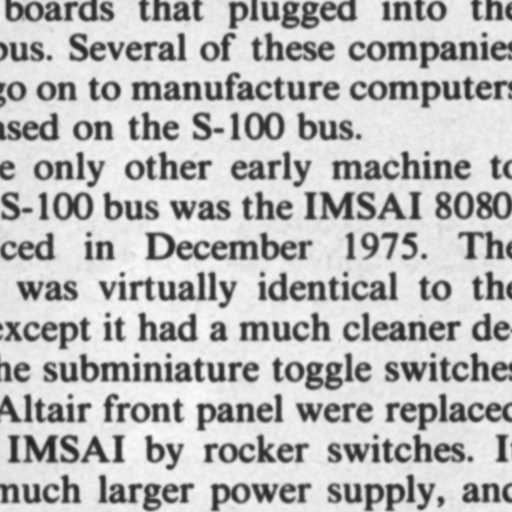 boards that plugged into the
bus. Several of these companies
go on to manufacture computers
ased on the S-100 bus.
e only other early machine to
S-100 bus was the IMSAI 8080,
ced in December 1975. The
was virtually identical to the
except it had a much cleaner de-
he subminiature toggle switches
Altair front panel were replaced
IMSAI by rocker switches. It
much larger power supply, and